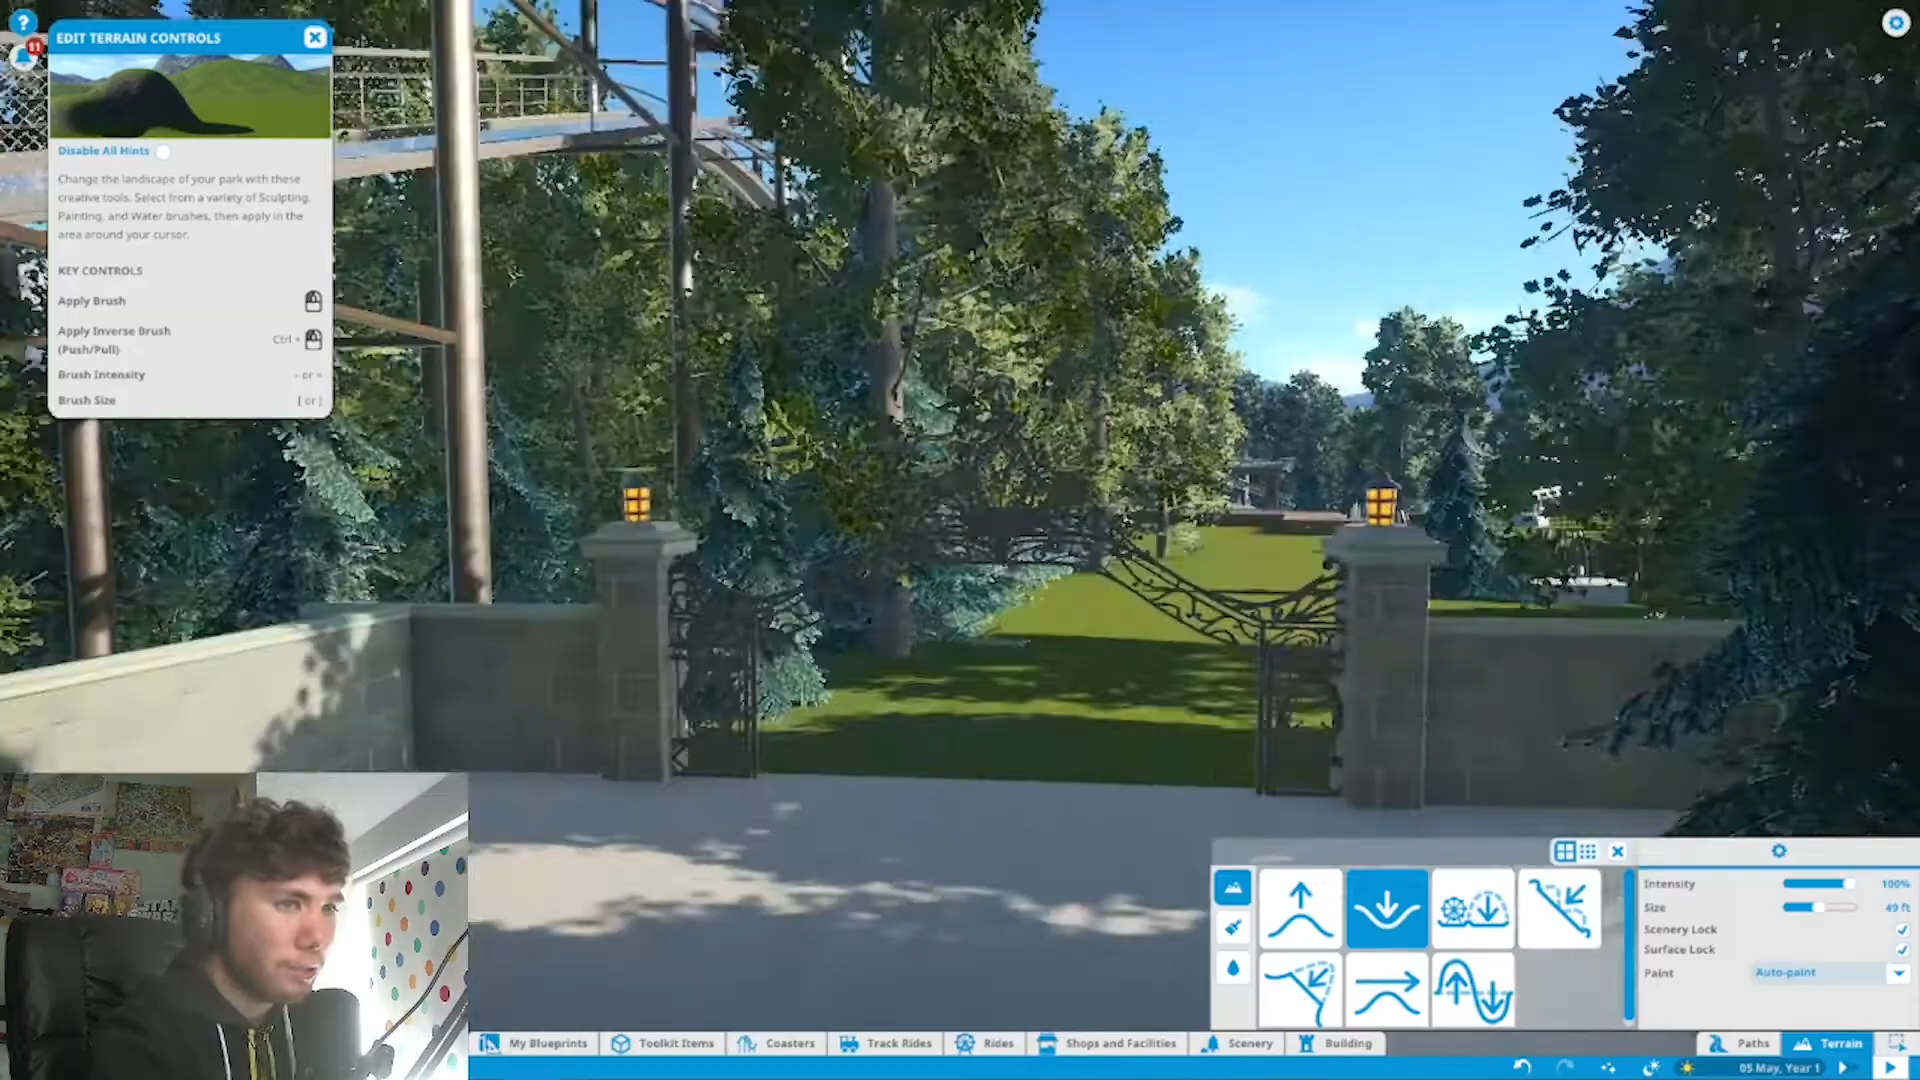 ?
11
EDIT TERRAIN CONTROLS
Disable All Hints
Change the landscape of your park with these
creative tools. Select from a variety of Sculpting,
Painting, and Water brushes, then apply in the
area around your cursor.
KEY CONTROLS
Apply Brush
Apply Inverse Brush
(Push/Pull)
Ctrl +
Brush Intensity
- or =
Brush Size
[ or ]
Intensity
100%
Size
49 ft
Scenery Lock
Surface Lock
Paint
Auto-paint
My Blueprints
Toolkit Items
Coasters
Track Rides
Rides
Shops and Facilities
Scenery
Building
Paths
Terrain
05 May, Year 1